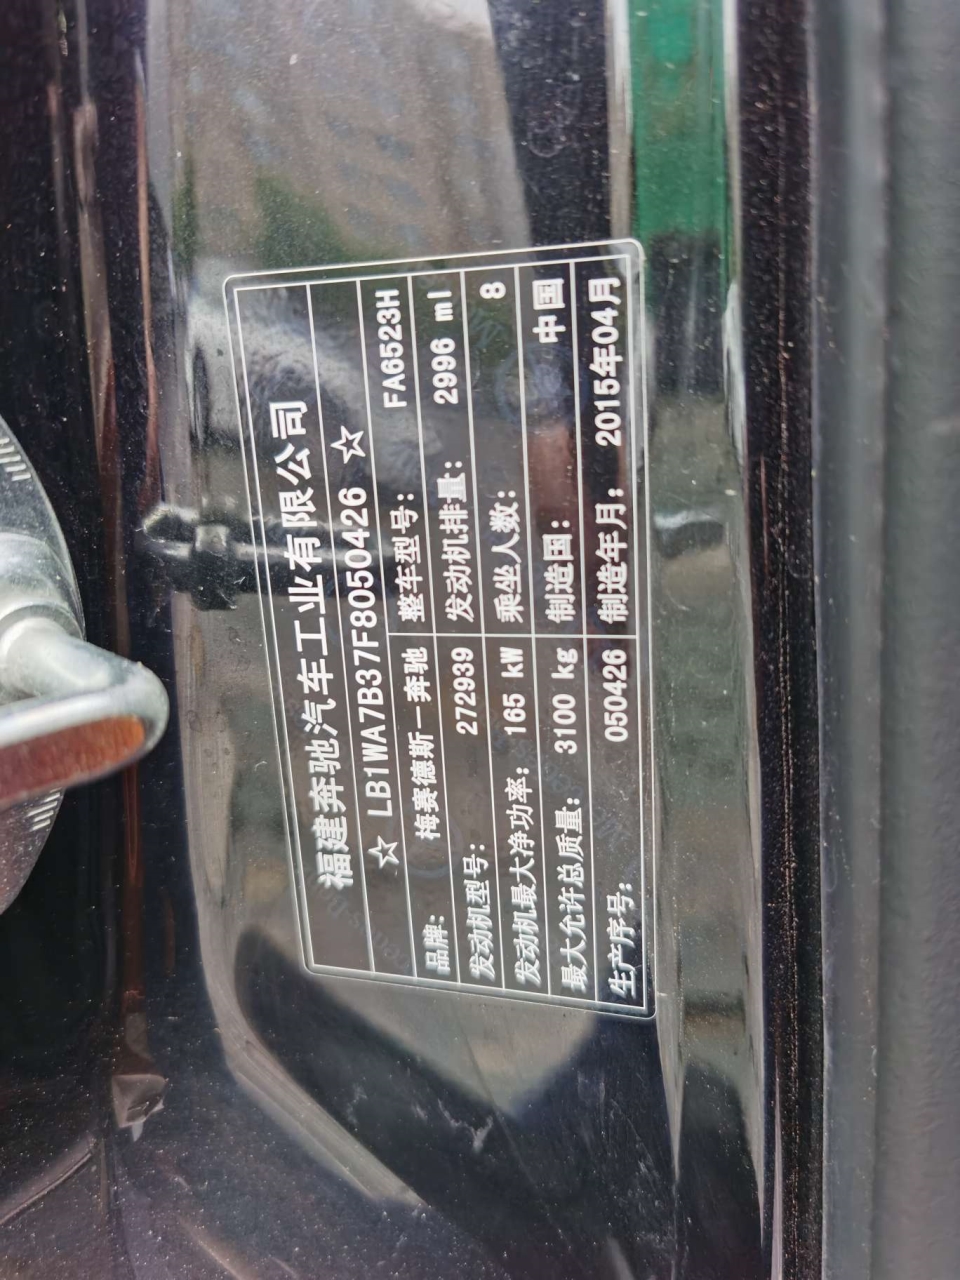 福建奔驰汽车工业有限公司
☆ LB1WA7B37F8050426 ☆
品牌: 梅赛德斯－奔驰 整车型号: FA6523H
发动机型号: 272939 发动机排量: 2996 ml
发动机最大净功率: 165 kW 乘坐人数: 8
最大允许总质量: 3100 kg 制造国: 中国
生产序号: 050426 制造年月: 2015年04月